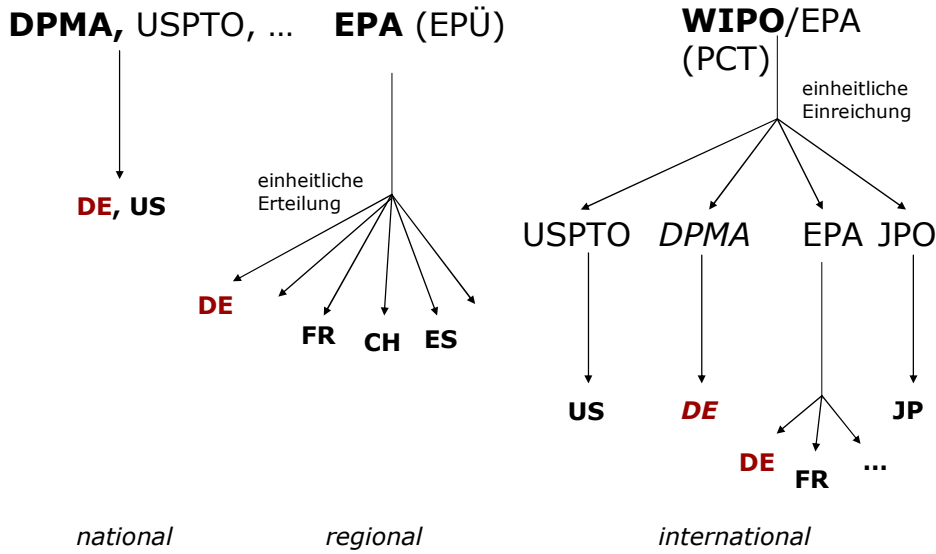 DPMA, USPTO, ...
EPA (EPÜ)
WIPO/EPA
(PCT)
einheitliche
Einreichung
einheitliche
Erteilung
DE, US
USPTO
DPMA
EPA
JPO
DE
FR
CH
ES
US
DE
JP
DE
FR
...
national
regional
international